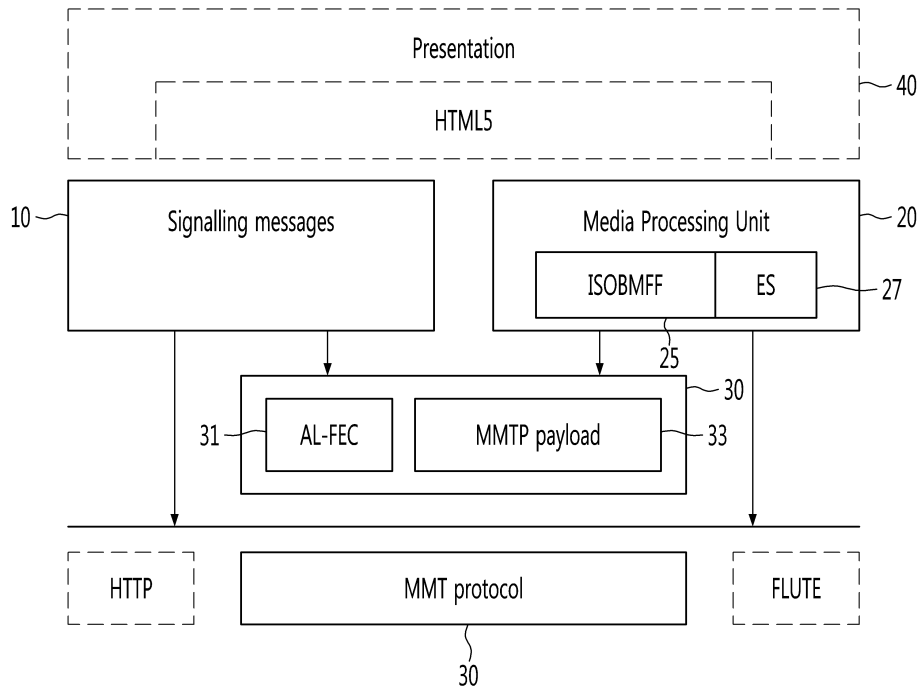 Presentation
40
HTML5
10
Signalling messages
Media Processing Unit
20
ISOBMFF
ES
27
25
30
31
AL-FEC
MMTP payload
33
HTTP
MMT protocol
FLUTE
30